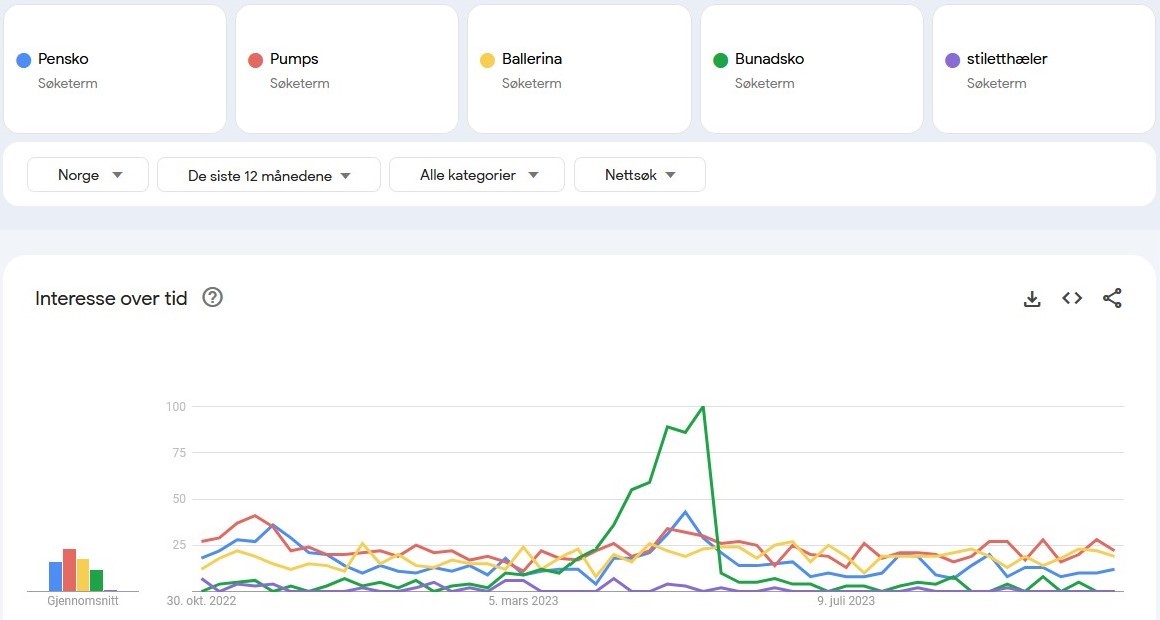 Pensko
Søketerm
Pumps
Søketerm
Ballerina
Søketerm
Bunadsko
Søketerm
stiletthæler
Søketerm
Norge
De siste 12 månedene
Alle kategorier
Nettsøk
Interesse over tid
100
75
50
25
Gjennomsnitt
30. okt. 2022
5. mars 2023
9. juli 2023